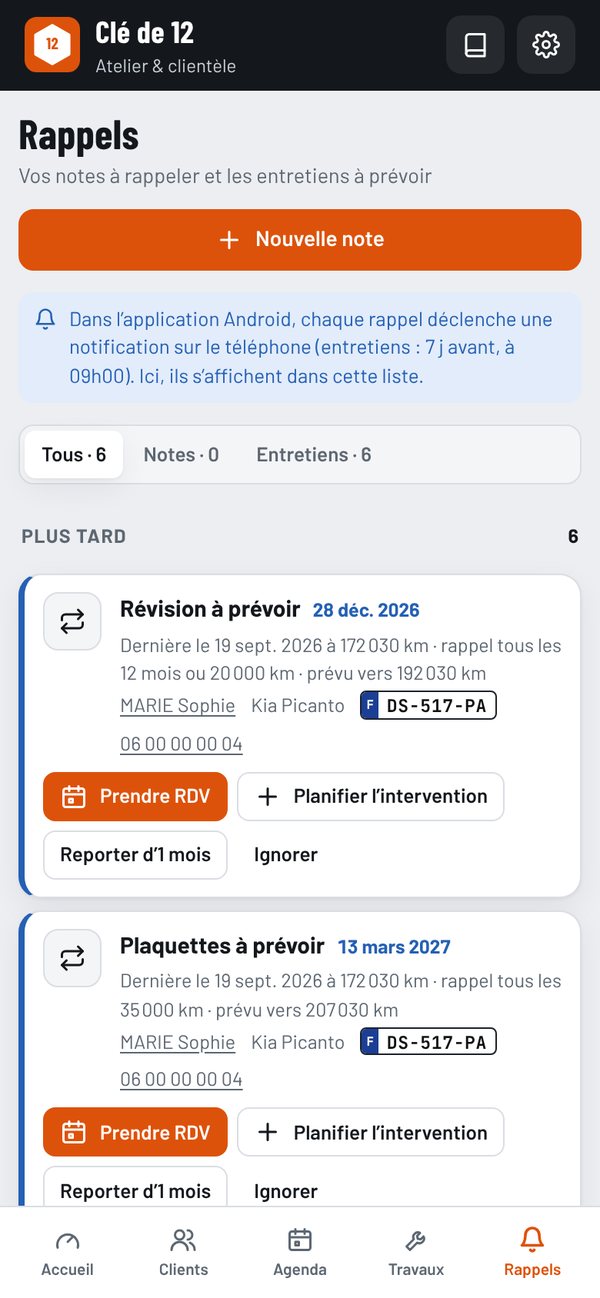 12
Clé de 12
Atelier & clientèle
Rappels
Vos notes à rappeler et les entretiens à prévoir
+ Nouvelle note
Dans l’application Android, chaque rappel déclenche une
notification sur le téléphone (entretiens : 7 j avant, à
09h00). Ici, ils s’affichent dans cette liste.
Tous · 6 Notes · 0 Entretiens · 6
PLUS TARD 6
Révision à prévoir 28 déc. 2026
Dernière le 19 sept. 2026 à 172 030 km · rappel tous les
12 mois ou 20 000 km · prévu vers 192 030 km
MARIE Sophie Kia Picanto F DS-517-PA
06 00 00 00 04
Prendre RDV + Planifier l’intervention
Reporter d’1 mois Ignorer
Plaquettes à prévoir 13 mars 2027
Dernière le 19 sept. 2026 à 172 030 km · rappel tous les
35 000 km · prévu vers 207 030 km
MARIE Sophie Kia Picanto F DS-517-PA
06 00 00 00 04
Prendre RDV + Planifier l’intervention
Reporter d’1 mois Ignorer
Accueil Clients Agenda Travaux Rappels